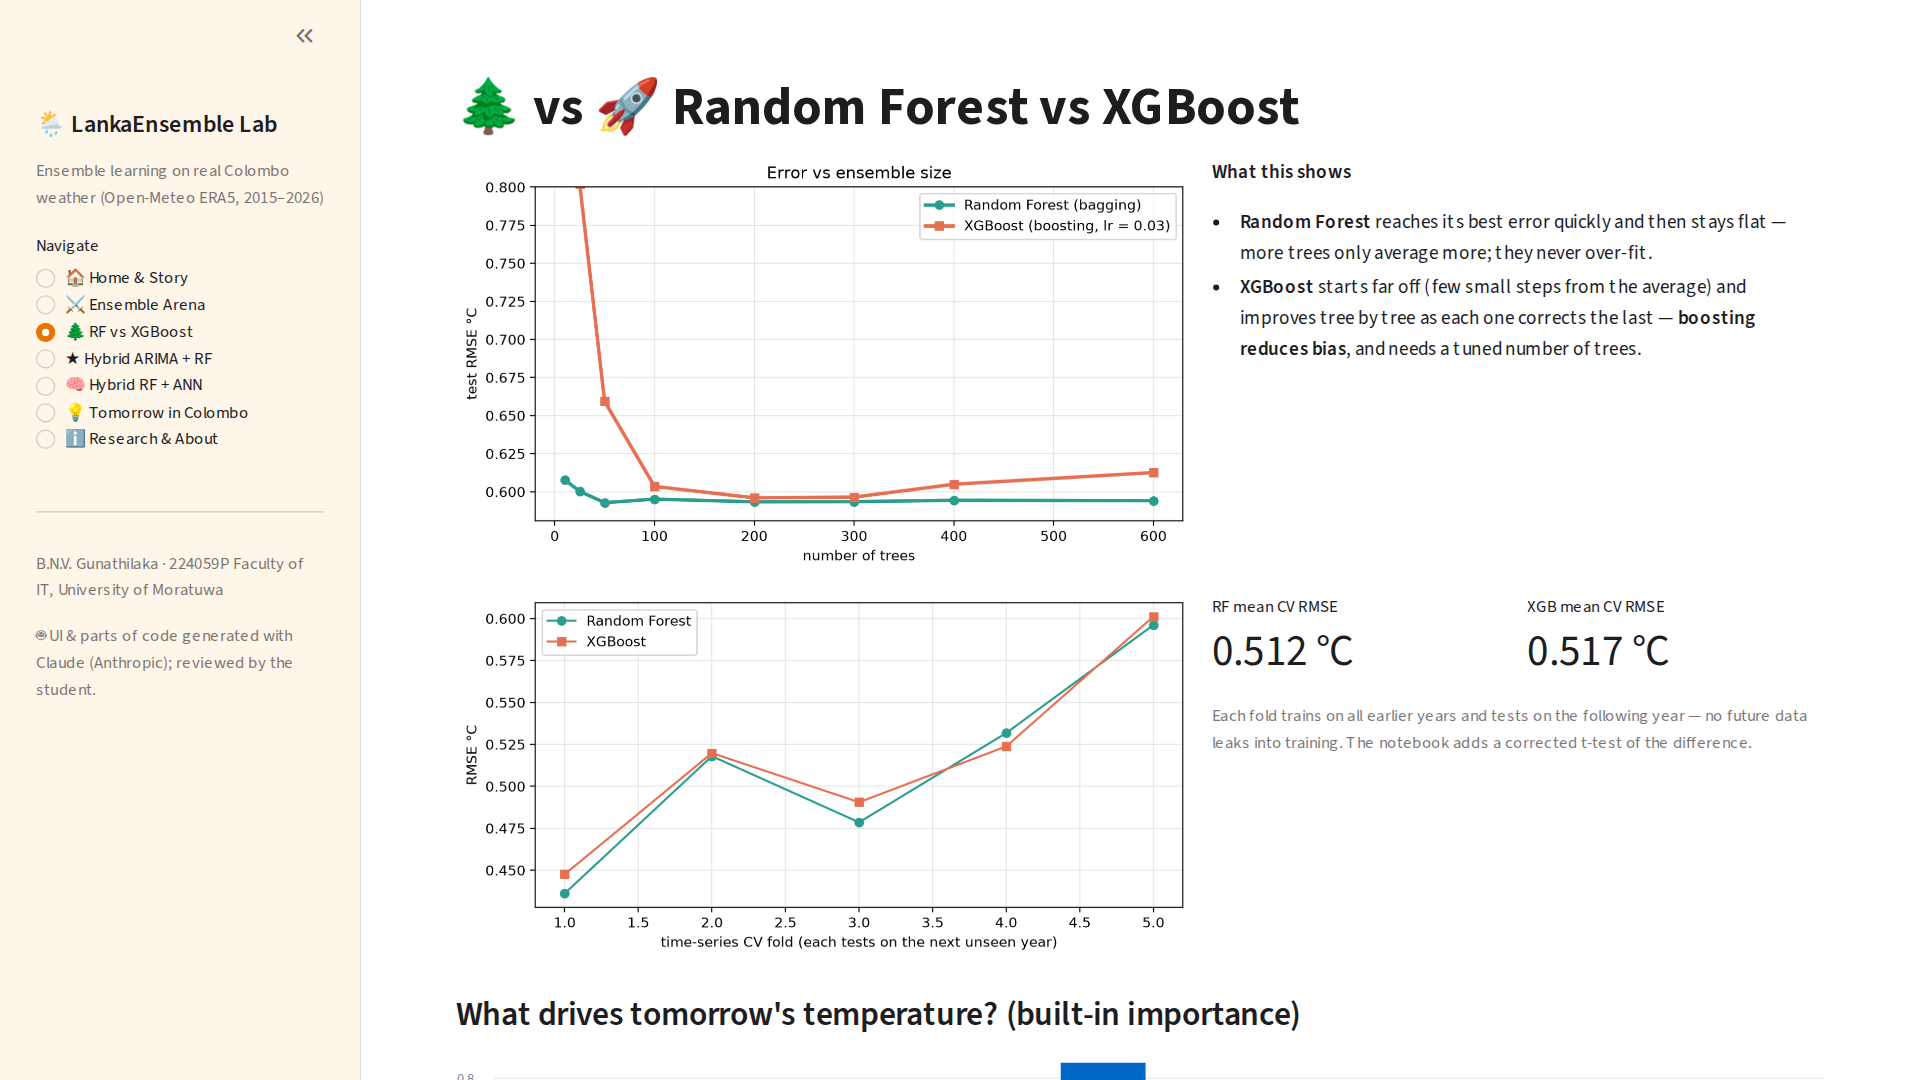 LankaEnsemble Lab
Ensemble learning on real Colombo
weather (Open-Meteo ERA5, 2015–2026)
Navigate
Home & Story
Ensemble Arena
RF vs XGBoost
★ Hybrid ARIMA + RF
Hybrid RF + ANN
Tomorrow in Colombo
Research & About
B.N.V. Gunathilaka · 224059P Faculty of
IT, University of Moratuwa
UI & parts of code generated with
Claude (Anthropic); reviewed by the
student.
🌲 vs 🚀 Random Forest vs XGBoost
Error vs ensemble size
0.800
0.775
0.750
0.725
0.700
0.675
0.650
0.625
0.600
test RMSE °C
Random Forest (bagging)
XGBoost (boosting, lr = 0.03)
0 100 200 300 400 500 600
number of trees
What this shows
• Random Forest reaches its best error quickly and then stays flat —
more trees only average more; they never over-fit.
• XGBoost starts far off (few small steps from the average) and
improves tree by tree as each one corrects the last — boosting
reduces bias, and needs a tuned number of trees.
0.600
0.575
0.550
0.525
0.500
0.475
0.450
RMSE °C
Random Forest
XGBoost
1.0 1.5 2.0 2.5 3.0 3.5 4.0 4.5 5.0
time-series CV fold (each tests on the next unseen year)
RF mean CV RMSE
0.512 °C
XGB mean CV RMSE
0.517 °C
Each fold trains on all earlier years and tests on the following year — no future data
leaks into training. The notebook adds a corrected t-test of the difference.
What drives tomorrow's temperature? (built-in importance)
0.8